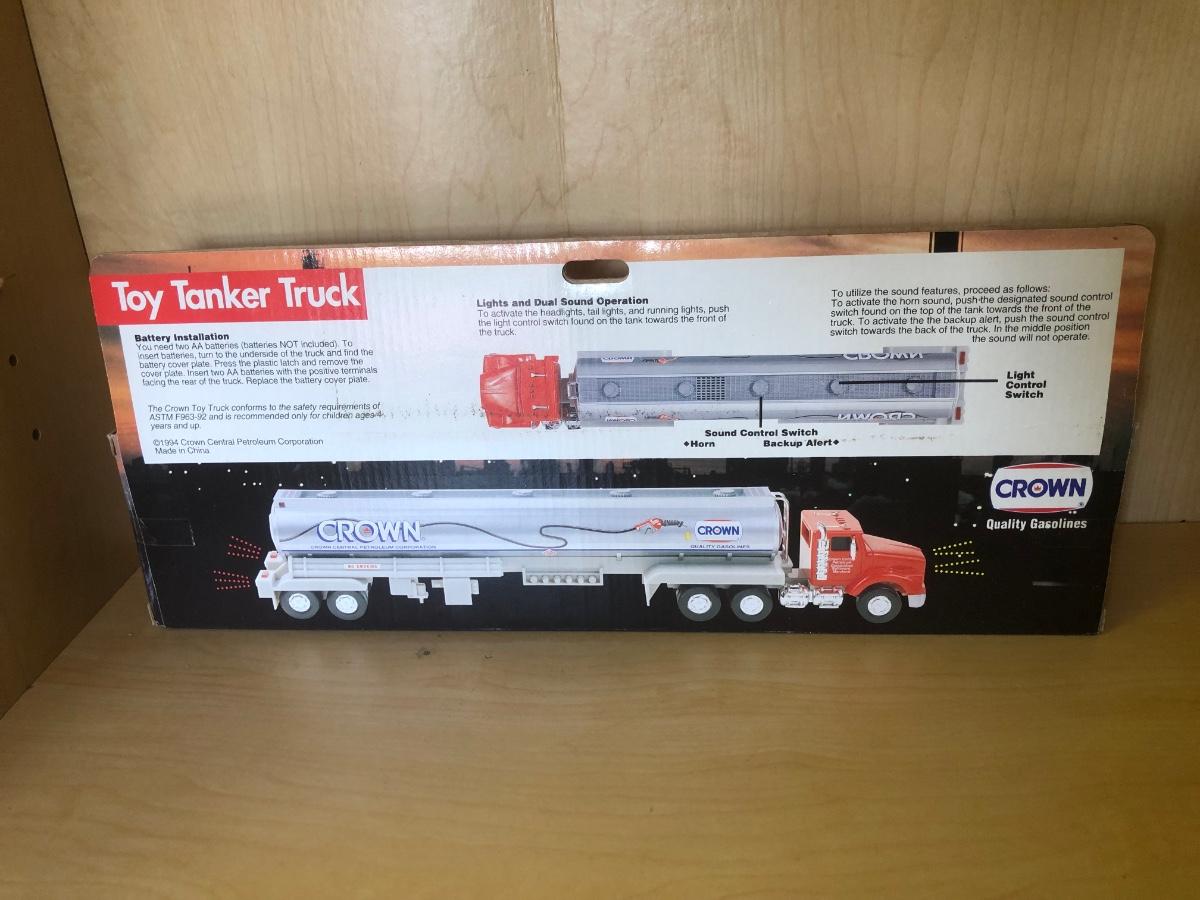 Toy Tanker Truck
Battery Installation
You need two AA batteries (batteries NOT included). To
insert batteries, turn to the underside of the truck and find the
battery cover plate. Press the plastic latch and remove the
cover plate. Insert two AA batteries with the positive terminals
facing the rear of the truck. Replace the battery cover plate.
The Crown Toy Truck conforms to the safety requirements of
ASTM F963-92 and is recommended only for children ages 4
years and up.
©1994 Crown Central Petroleum Corporation
Made in China
Lights and Dual Sound Operation
To activate the headlights, tail lights, and running lights, push
the light control switch found on the tank towards the front of
the truck.
To utilize the sound features, proceed as follows:
To activate the horn sound, push the designated sound control
switch found on the top of the tank towards the front of the
truck. To activate the the backup alert, push the sound control
switch towards the back of the truck. In the middle position
the sound will not operate.
CROWN
CROWN
Light
Control
Switch
Sound Control Switch
Horn Backup Alert
CROWN
Quality Gasolines
CROWN
CROWN CENTRAL PETROLEUM CORPORATION
CROWN
QUALITY GASOLINES
NO SMOKING